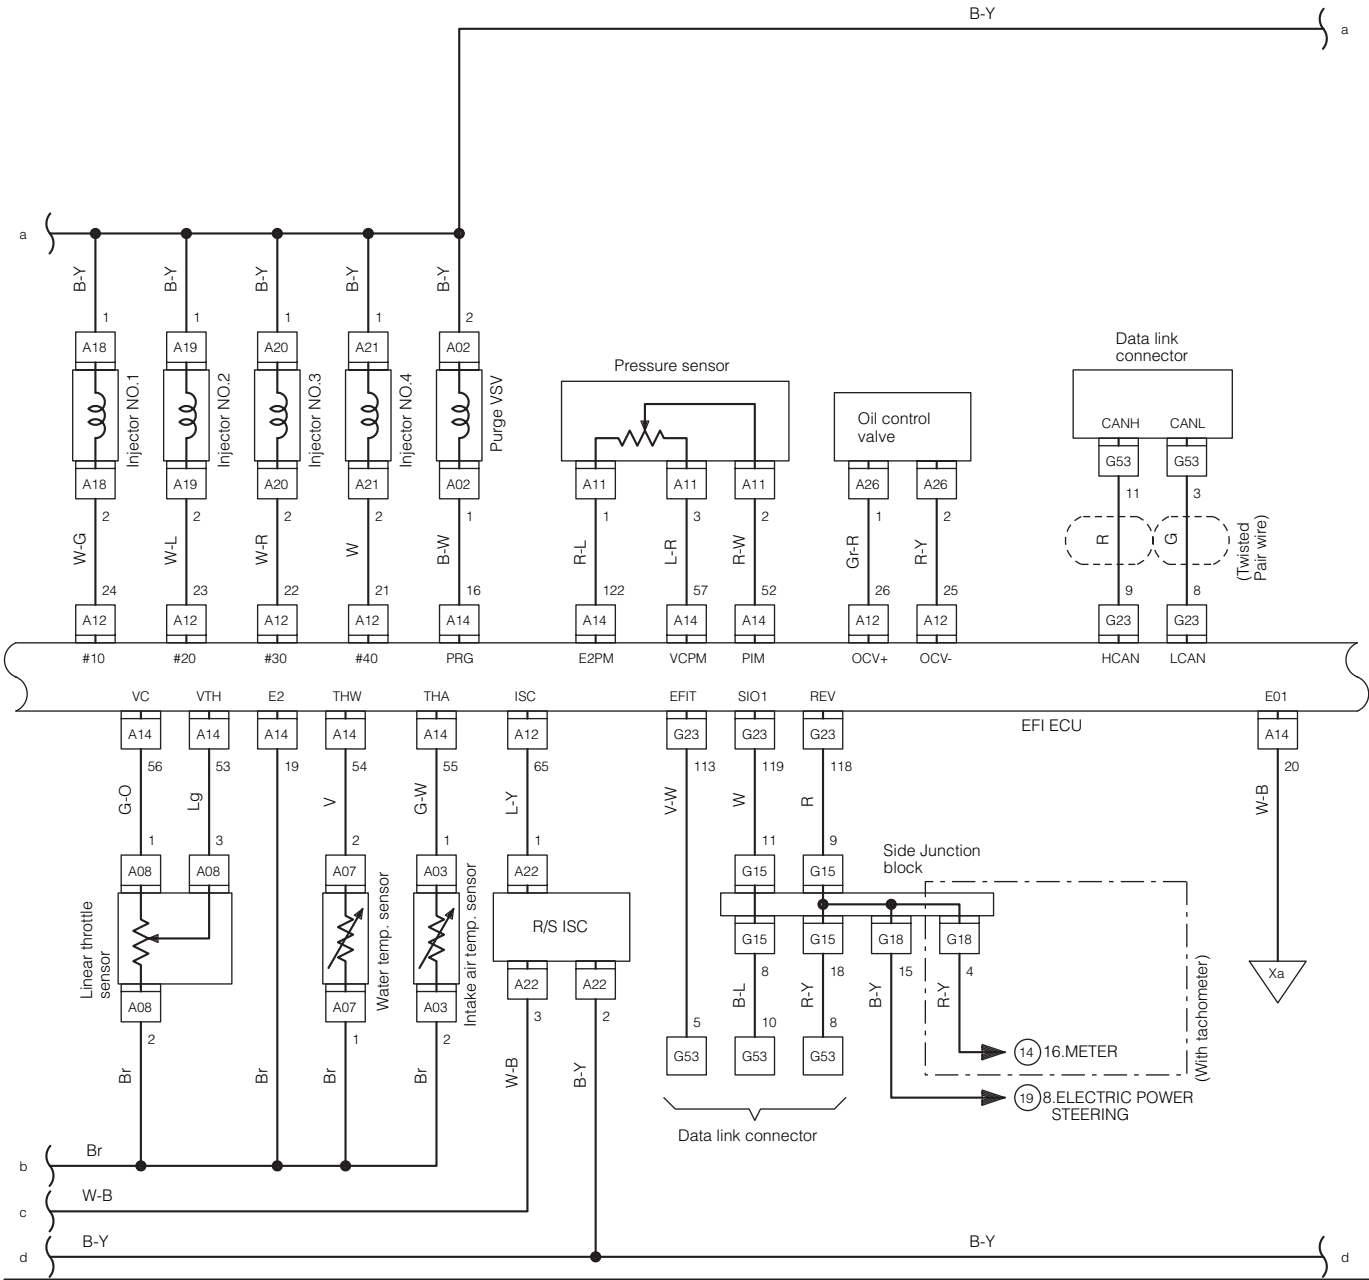 B-Y
a
a
B-Y
B-Y
B-Y
B-Y
B-Y
1
1
1
1
2
A18
A19
A20
A21
A02
Injector NO.1
Injector NO.2
Injector NO.3
Injector NO.4
Purge VSV
A18
A19
A20
A21
A02
2
2
2
2
1
W-G
W-L
W-R
W
B-W
24
23
22
21
16
A12
A12
A12
A12
A14
#10
#20
#30
#40
PRG
Pressure sensor
A11
A11
A11
1
3
2
R-L
L-R
R-W
122
57
52
A14
A14
A14
E2PM
VCPM
PIM
Oil control
valve
A26
A26
1
2
Gr-R
R-Y
26
25
A12
A12
OCV+
OCV-
Data link
connector
CANH
CANL
G53
G53
11
3
R
G
(Twisted
Pair wire)
9
8
G23
G23
HCAN
LCAN
VC
VTH
E2
THW
THA
ISC
EFIT
SIO1
REV
EFI ECU
E01
A14
A14
A14
A14
A14
A12
G23
G23
G23
A14
56
53
19
54
55
65
113
119
118
20
G-O
Lg
V
G-W
L-Y
V-W
W
R
W-B
1
3
2
1
1
11
9
A08
A08
A07
A03
A22
G15
G15
Side Junction
block
Linear throttle
sensor
Water temp. sensor
Intake air temp. sensor
R/S ISC
A08
A07
A03
A22
A22
G15
G15
G18
G18
2
1
2
3
2
8
18
15
4
Br
Br
Br
Br
W-B
B-Y
B-L
R-Y
B-Y
R-Y
5
10
8
G53
G53
G53
Data link connector
14 16.METER
19 8.ELECTRIC POWER
STEERING
(With tachometer)
Xa
b
Br
c
W-B
d
B-Y
B-Y
d